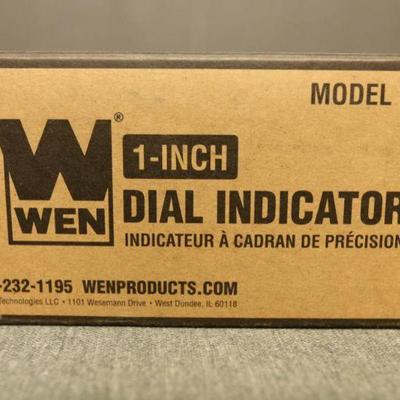 MODEL
WEN®
1-INCH
DIAL INDICATOR
INDICATEUR À CADRAN DE PRÉCISION
-232-1195 WENPRODUCTS.COM
Technologies LLC • 1101 Wesemann Drive • West Dundee, IL 60118